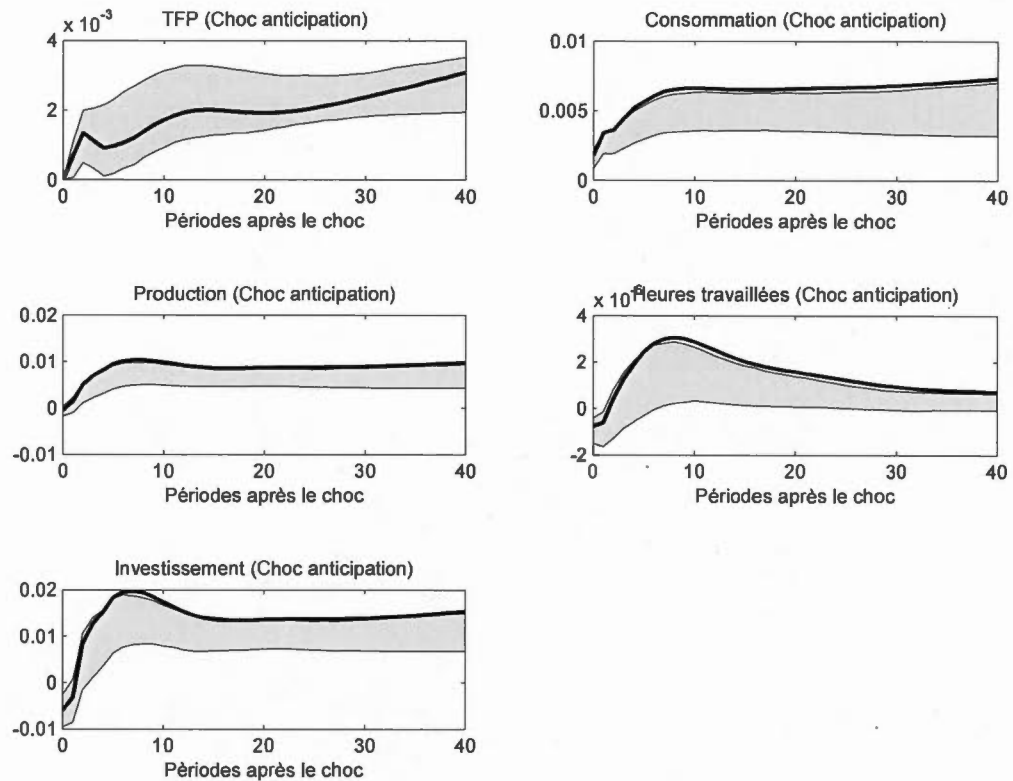 TFP (Choc anticipation)
x 10-3
4
2
0
0 10 20 30 40
Périodes après le choc
Consommation (Choc anticipation)
0.01
0.005
0
0 10 20 30 40
Périodes après le choc
Production (Choc anticipation)
0.02
0.01
0
-0.01
0 10 20 30 40
Périodes après le choc
Heures travaillées (Choc anticipation)
x 10
4
2
0
-2
0 10 20 30 40
Périodes après le choc
Investissement (Choc anticipation)
0.02
0.01
0
-0.01
0 10 20 30 40
Périodes après le choc